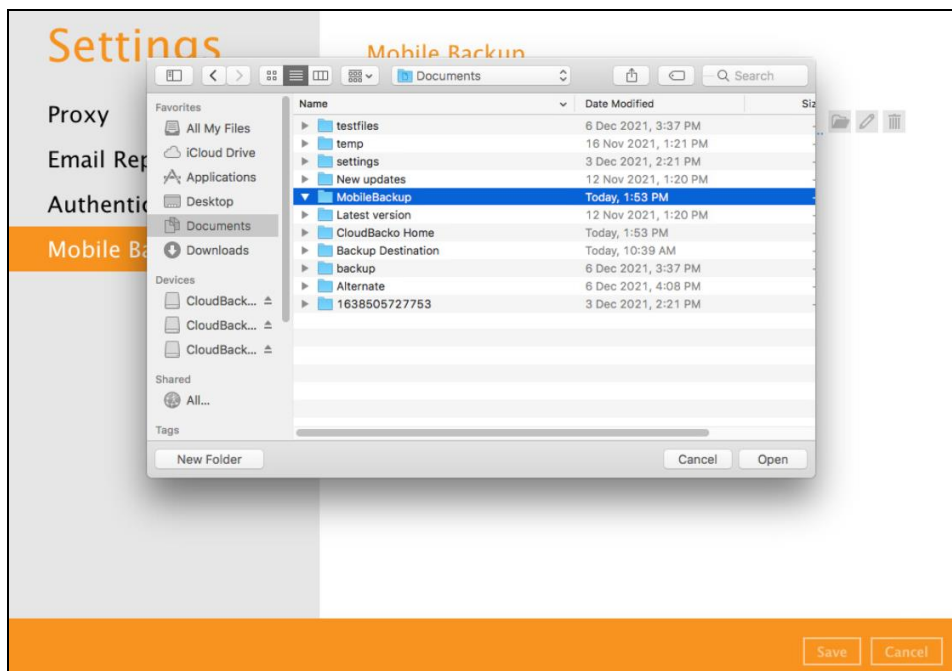 Settings
Mobile Backup
Documents
Search
Proxy
Email Rep
Authentic
Mobile Ba
Favorites
All My Files
iCloud Drive
Applications
Desktop
Documents
Downloads
Devices
CloudBack...
CloudBack...
CloudBack...
Shared
All...
Tags
Name Date Modified Siz
testfiles 6 Dec 2021, 3:37 PM
temp 16 Nov 2021, 1:21 PM
settings 3 Dec 2021, 2:21 PM
New updates 12 Nov 2021, 1:20 PM
MobileBackup Today, 1:53 PM
Latest version 12 Nov 2021, 1:20 PM
CloudBacko Home Today, 1:53 PM
Backup Destination Today, 10:39 AM
backup 6 Dec 2021, 3:37 PM
Alternate 6 Dec 2021, 4:08 PM
1638505727753 3 Dec 2021, 2:21 PM
New Folder Cancel Open
Save Cancel